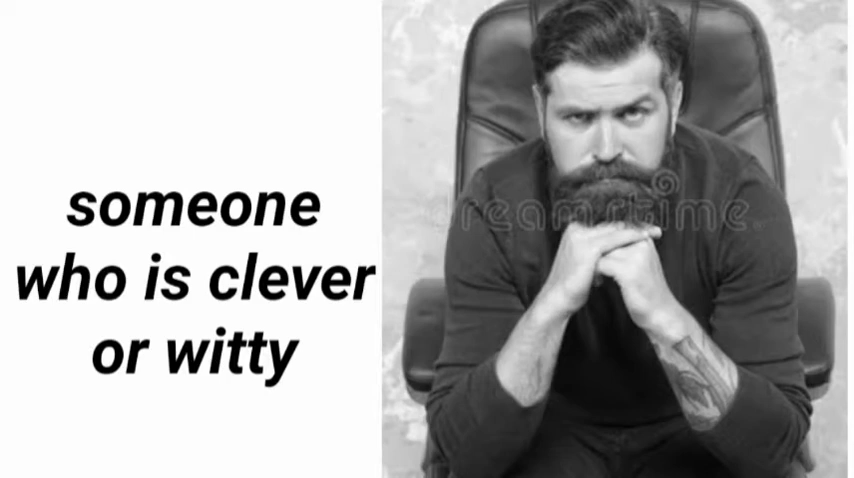 someone
who is clever
or witty
dreamstime.